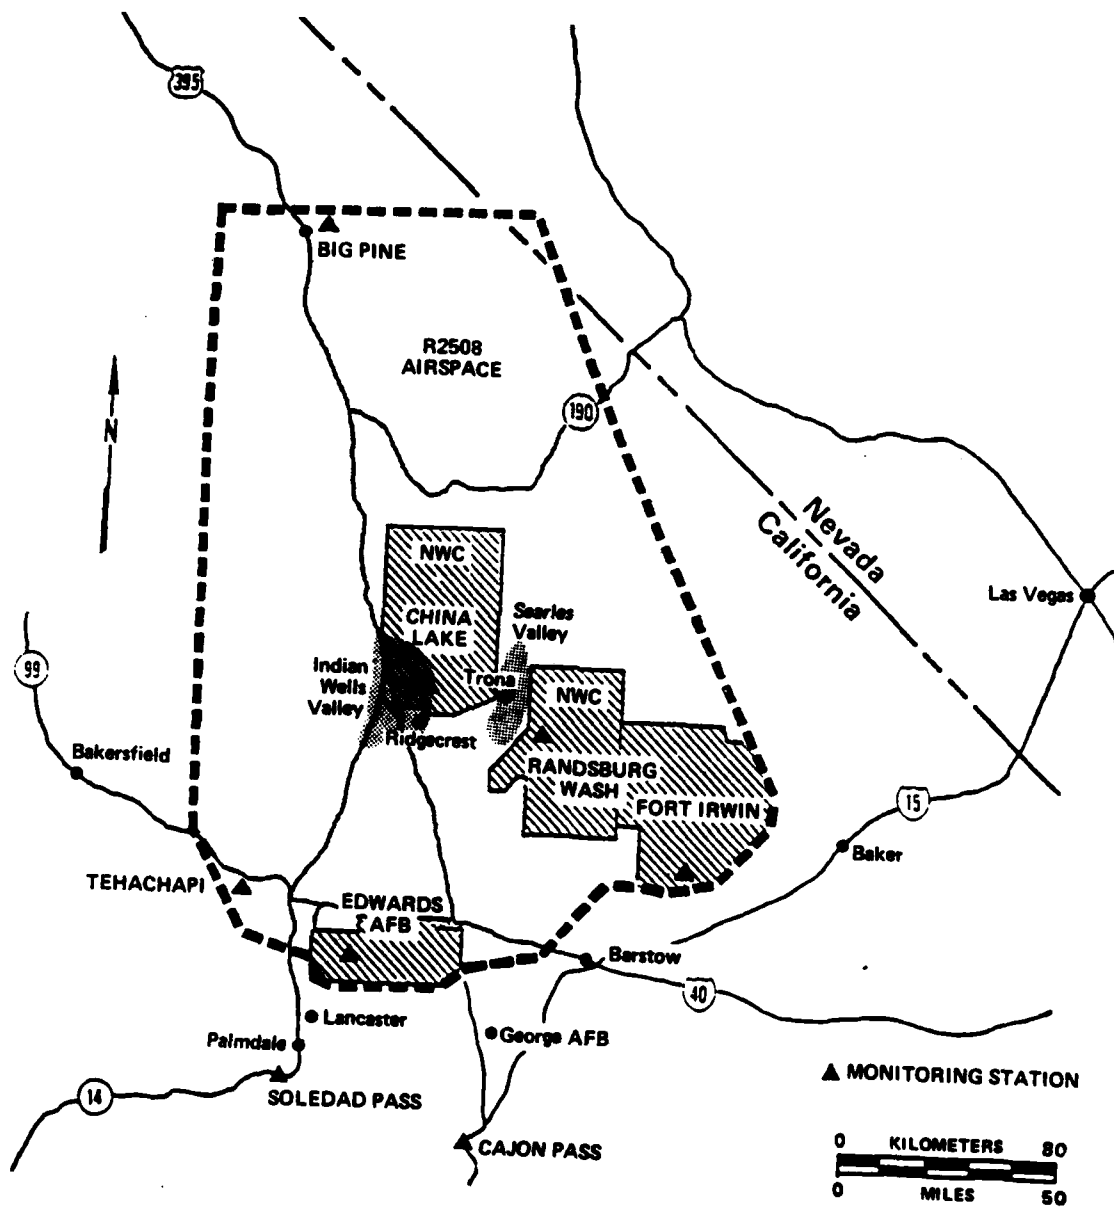 395
BIG PINE
R2508
AIRSPACE
190
N
Nevada
California
NWC
CHINA
LAKE
Searles
Valley
Las Vegas
99
Indian
Wells
Valley
Trona
NWC
Ridgecrest
Bakersfield
RANDSBURG
WASH
FORT IRWIN
15
Baker
TEHACHAPI
EDWARDS
AFB
Barstow
40
Lancaster
George AFB
Palmdale
SOLEDAD PASS
14
MONITORING STATION
CAJON PASS
0 KILOMETERS 80
0 MILES 50